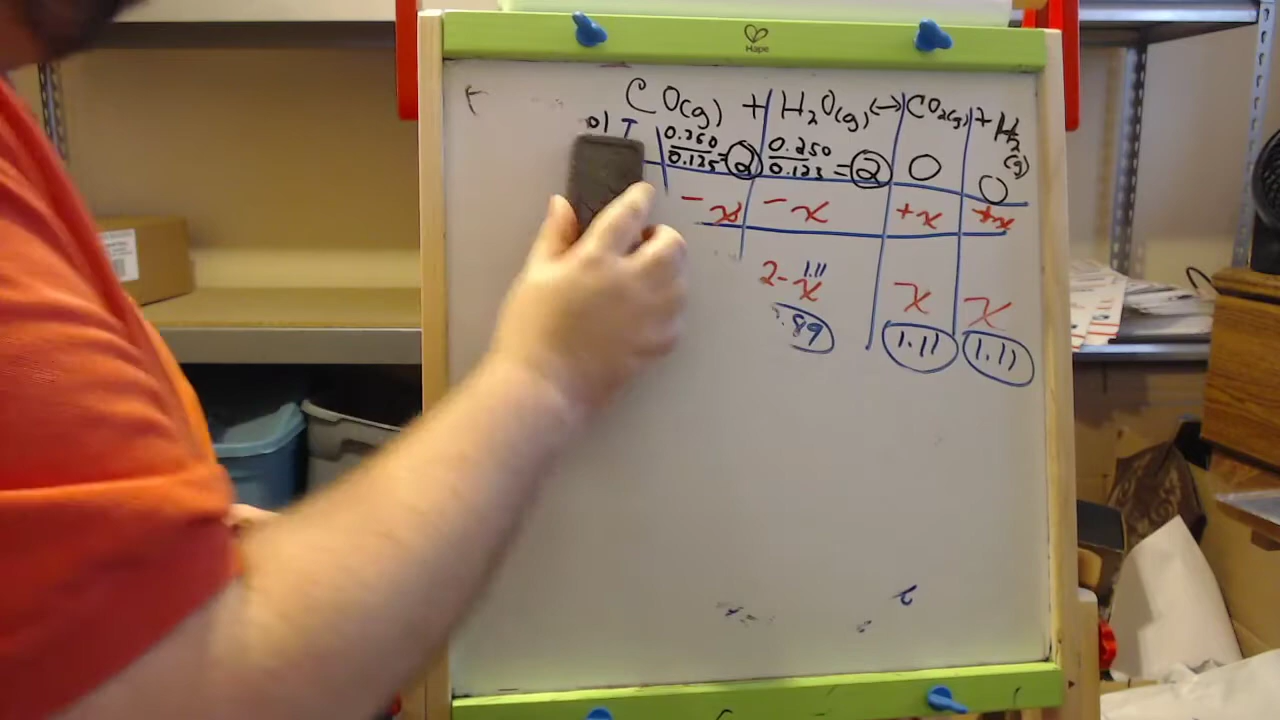 Hape
CO(g) + H₂O(g) ↔ CO₂(g) + H₂(g)
I 0.250/0.125 = 2 0.250/0.125 = 2 0 0
-x -x +x +x
1.11
2-x x x
.89 1.11 1.11